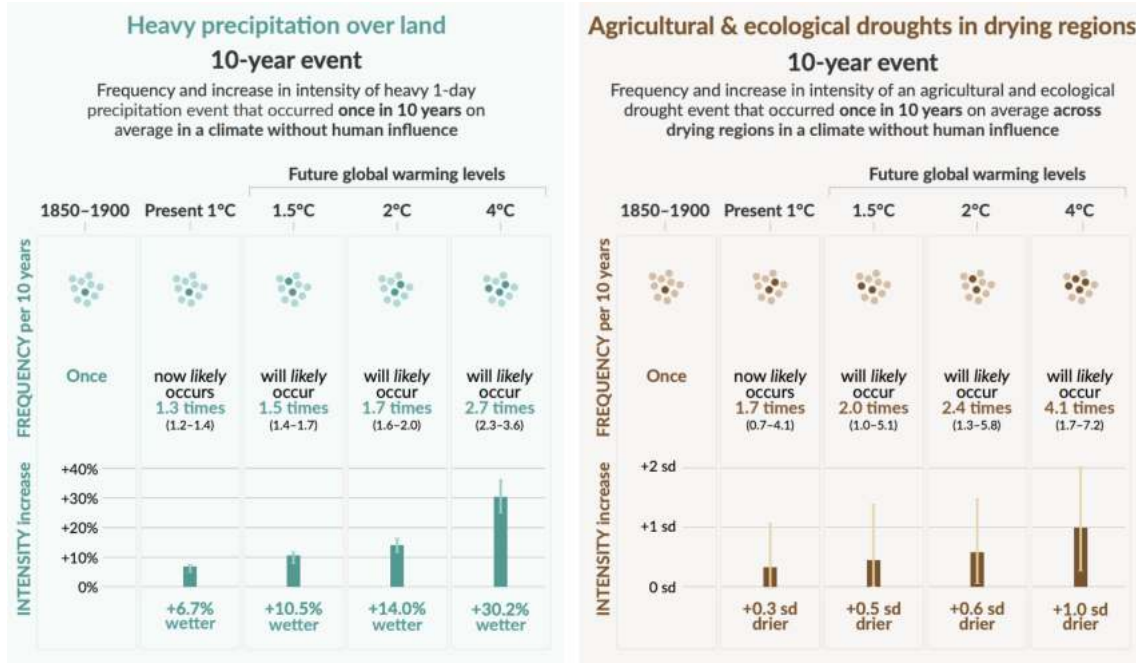 Heavy precipitation over land
10-year event
Frequency and increase in intensity of heavy 1-day
precipitation event that occurred once in 10 years on
average in a climate without human influence
Future global warming levels
1850–1900 Present 1°C 1.5°C 2°C 4°C
FREQUENCY per 10 years
Once
now likely occurs 1.3 times (1.2–1.4)
will likely occur 1.5 times (1.4–1.7)
will likely occur 1.7 times (1.6–2.0)
will likely occur 2.7 times (2.3–3.6)
INTENSITY increase
+40%
+30%
+20%
+10%
0%
+6.7% wetter
+10.5% wetter
+14.0% wetter
+30.2% wetter
Agricultural & ecological droughts in drying regions
10-year event
Frequency and increase in intensity of an agricultural and ecological
drought event that occurred once in 10 years on average across
drying regions in a climate without human influence
Future global warming levels
1850–1900 Present 1°C 1.5°C 2°C 4°C
FREQUENCY per 10 years
Once
now likely occurs 1.7 times (0.7–4.1)
will likely occur 2.0 times (1.0–5.1)
will likely occur 2.4 times (1.3–5.8)
will likely occur 4.1 times (1.7–7.2)
INTENSITY increase
+2 sd
+1 sd
0 sd
+0.3 sd drier
+0.5 sd drier
+0.6 sd drier
+1.0 sd drier